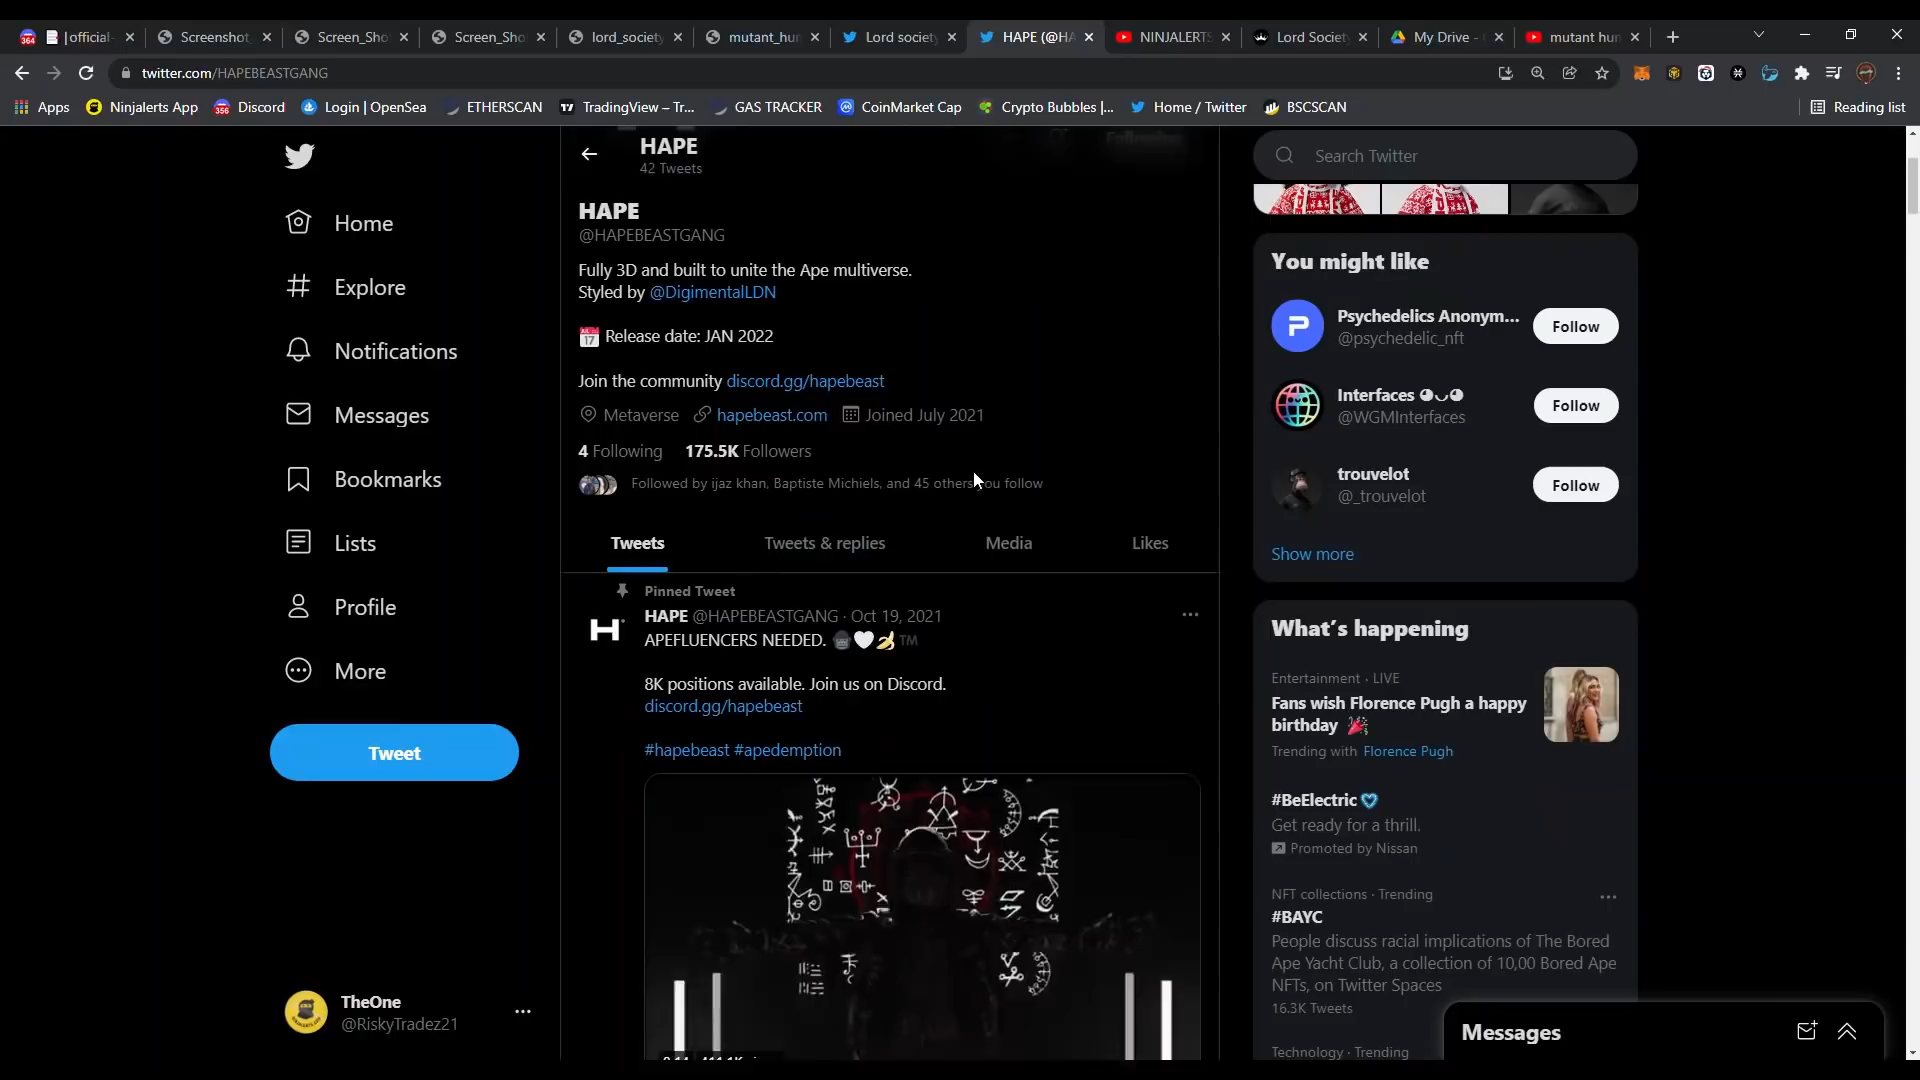 |official-
Screenshot_
Screen_Sho
Screen_Sho
lord_society
mutant_hun
Lord society
HAPE (@HA
NINJALERTS
Lord Societ
My Drive -
mutant hun
twitter.com/HAPEBEASTGANG
Apps
Ninjalerts App
Discord
Login | OpenSea
ETHERSCAN
TradingView – Tr...
GAS TRACKER
CoinMarket Cap
Crypto Bubbles |...
Home / Twitter
BSCSCAN
Reading list
Home
Explore
Notifications
Messages
Bookmarks
Lists
Profile
More
Tweet
TheOne
@RiskyTradez21
HAPE
42 Tweets
HAPE
@HAPEBEASTGANG
Fully 3D and built to unite the Ape multiverse.
Styled by @DigimentalLDN
📅 Release date: JAN 2022
Join the community discord.gg/hapebeast
Metaverse hapebeast.com Joined July 2021
4 Following 175.5K Followers
Followed by ijaz khan, Baptiste Michiels, and 45 others you follow
Tweets
Tweets & replies
Media
Likes
Pinned Tweet
HAPE @HAPEBEASTGANG · Oct 19, 2021
APEFLUENCERS NEEDED. 🦍🤍🍌™
8K positions available. Join us on Discord.
discord.gg/hapebeast
#hapebeast #apedemption
Search Twitter
You might like
Psychedelics Anonym...
@psychedelic_nft
Follow
Interfaces
@WGMInterfaces
Follow
trouvelot
@_trouvelot
Follow
Show more
What's happening
Entertainment · LIVE
Fans wish Florence Pugh a happy
birthday 🎉
Trending with Florence Pugh
#BeElectric
Get ready for a thrill.
Promoted by Nissan
NFT collections · Trending
#BAYC
People discuss racial implications of The Bored
Ape Yacht Club, a collection of 10,00 Bored Ape
NFTs, on Twitter Spaces
16.3K Tweets
Technology · Trending
Messages